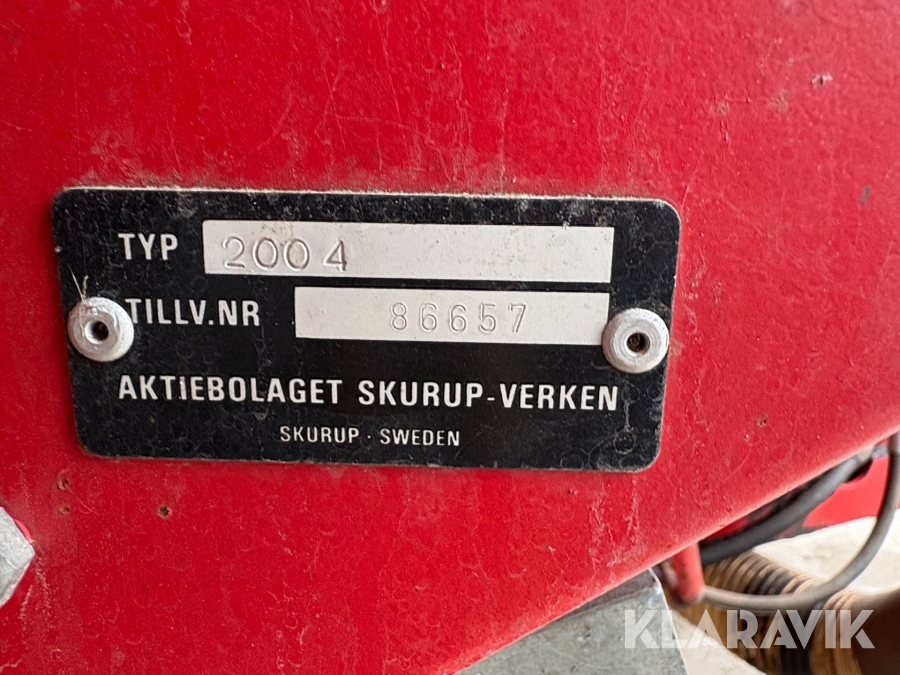 TYP 2004
TILLV.NR 86657
AKTIEBOLAGET SKURUP-VERKEN
SKURUP · SWEDEN
KLARAVIK